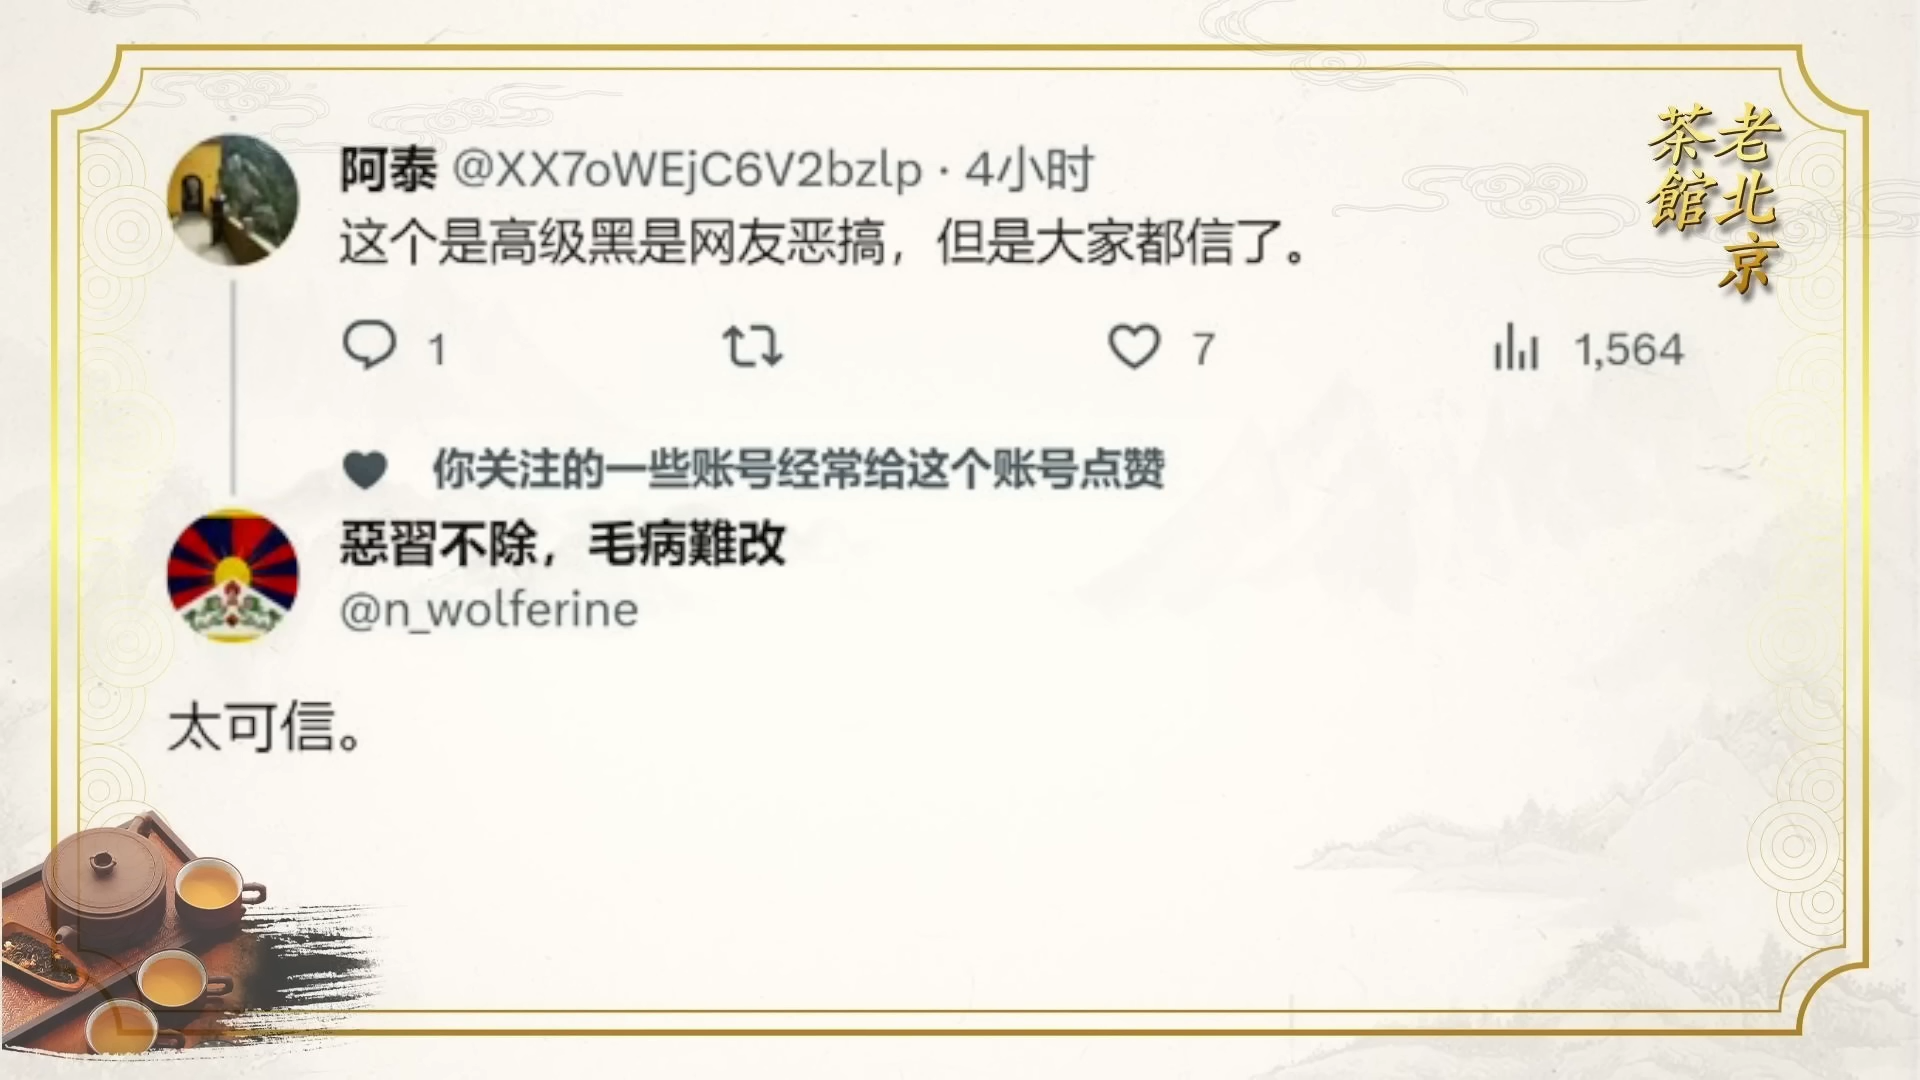 阿泰 @XX7oWEjC6V2bzlp · 4小时
这个是高级黑是网友恶搞，但是大家都信了。
1 7 1,564
你关注的一些账号经常给这个账号点赞
惡習不除，毛病難改
@n_wolferine
太可信。
老北京
茶館